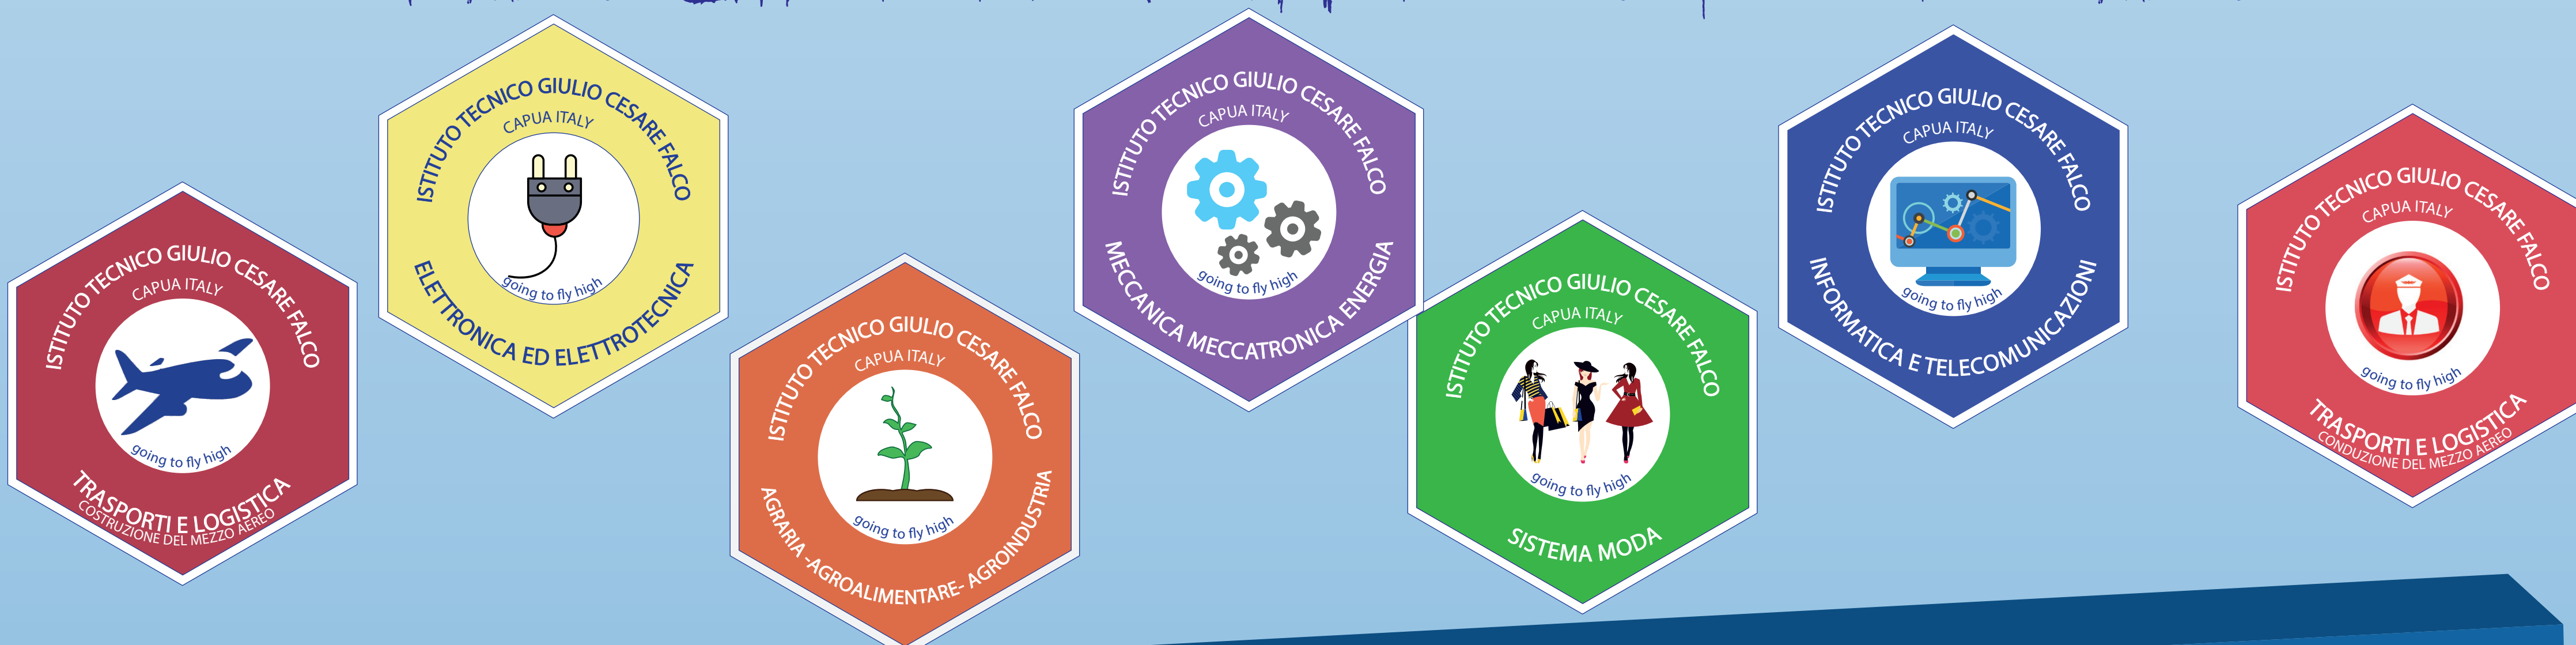 ISTITUTO TECNICO GIULIO CESARE FALCO
CAPUA ITALY
going to fly high
TRASPORTI E LOGISTICA
COSTRUZIONE DEL MEZZO AEREO
ISTITUTO TECNICO GIULIO CESARE FALCO
CAPUA ITALY
going to fly high
ELETTRONICA ED ELETTROTECNICA
ISTITUTO TECNICO GIULIO CESARE FALCO
CAPUA ITALY
going to fly high
AGRARIA -AGROALIMENTARE- AGROINDUSTRIA
ISTITUTO TECNICO GIULIO CESARE FALCO
CAPUA ITALY
going to fly high
MECCANICA MECCATRONICA ENERGIA
ISTITUTO TECNICO GIULIO CESARE FALCO
CAPUA ITALY
going to fly high
SISTEMA MODA
ISTITUTO TECNICO GIULIO CESARE FALCO
CAPUA ITALY
going to fly high
INFORMATICA E TELECOMUNICAZIONI
ISTITUTO TECNICO GIULIO CESARE FALCO
CAPUA ITALY
going to fly high
TRASPORTI E LOGISTICA
CONDUZIONE DEL MEZZO AEREO